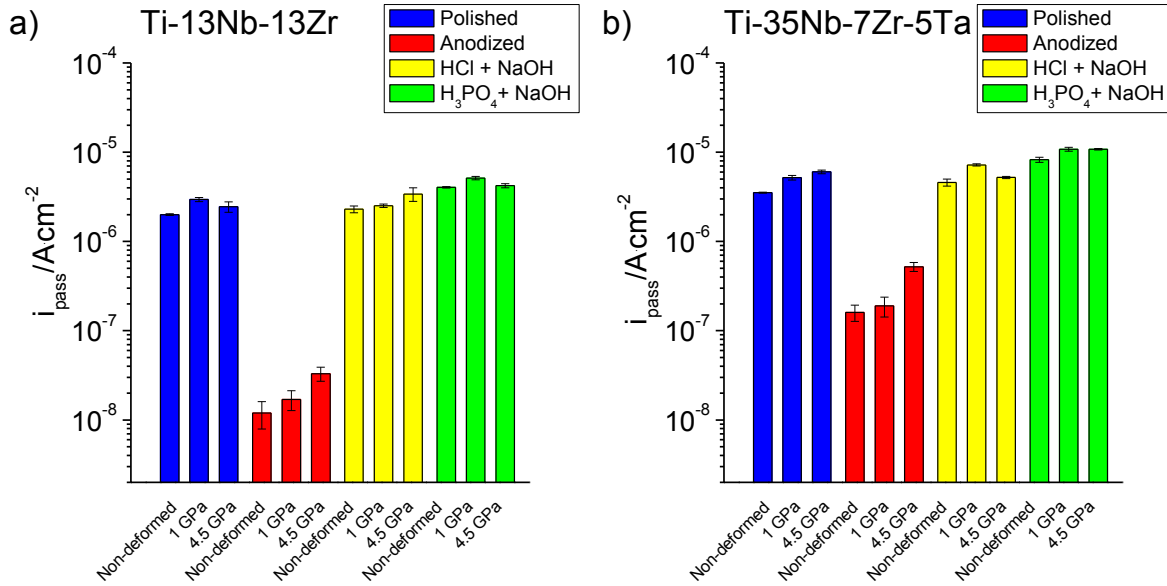 a) Ti-13Nb-13Zr
Polished
Anodized
HCl + NaOH
H₃PO₄+ NaOH
10⁻⁴
10⁻⁵
10⁻⁶
10⁻⁷
10⁻⁸
i_pass/A.cm⁻²
Non-deformed
1 GPa
4.5 GPa
Non-deformed
1 GPa
4.5 GPa
Non-deformed
1 GPa
4.5 GPa
Non-deformed
1 GPa
4.5 GPa
b) Ti-35Nb-7Zr-5Ta
Polished
Anodized
HCl + NaOH
H₃PO₄+ NaOH
10⁻⁴
10⁻⁵
10⁻⁶
10⁻⁷
10⁻⁸
i_pass/A.cm⁻²
Non-deformed
1 GPa
4.5 GPa
Non-deformed
1 GPa
4.5 GPa
Non-deformed
1 GPa
4.5 GPa
Non-deformed
1 GPa
4.5 GPa